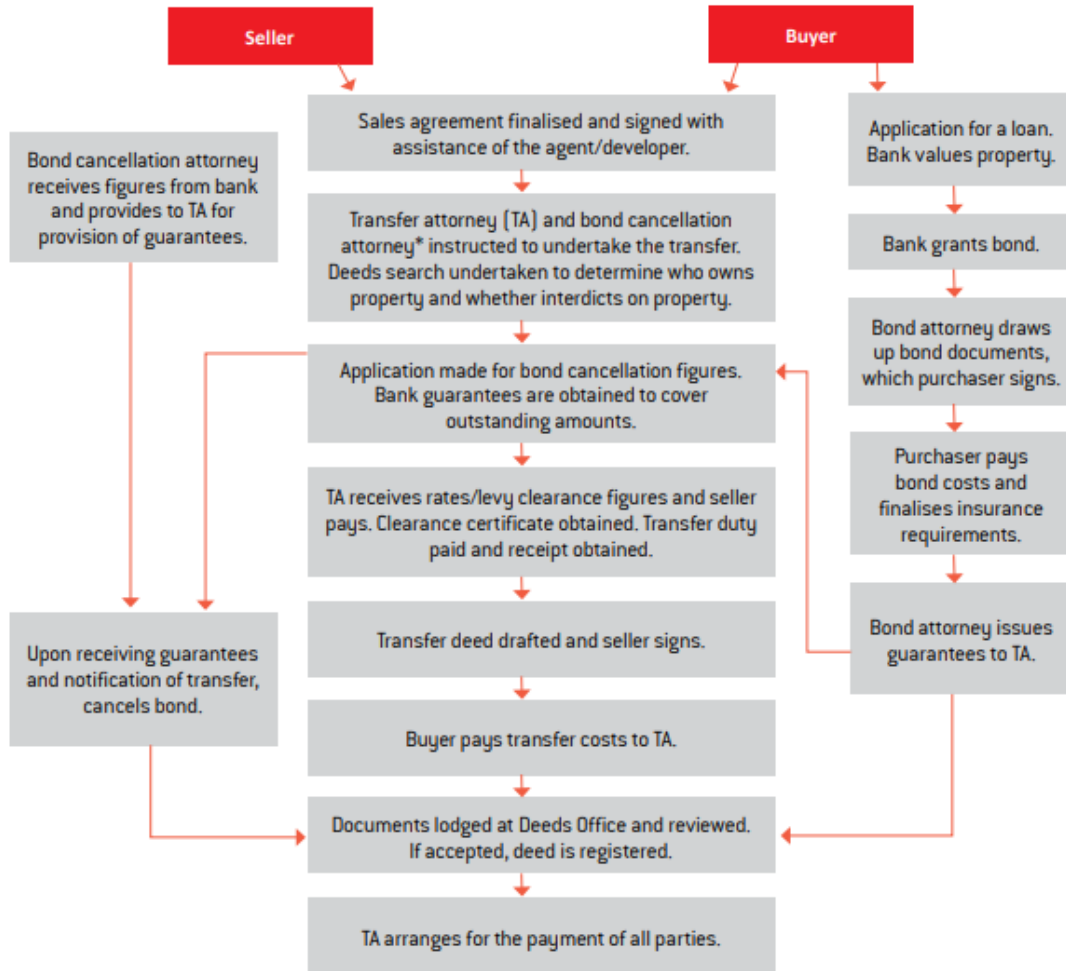 Seller
Buyer
Sales agreement finalised and signed with
assistance of the agent/developer.
Application for a loan.
Bank values property.
Bond cancellation attorney
receives figures from bank
and provides to TA for
provision of guarantees.
Transfer attorney (TA) and bond cancellation
attorney* instructed to undertake the transfer.
Deeds search undertaken to determine who owns
property and whether interdicts on property.
Bank grants bond.
Bond attorney draws
up bond documents,
which purchaser signs.
Application made for bond cancellation figures.
Bank guarantees are obtained to cover
outstanding amounts.
Purchaser pays
bond costs and
finalises insurance
requirements.
TA receives rates/levy clearance figures and seller
pays. Clearance certificate obtained. Transfer duty
paid and receipt obtained.
Upon receiving guarantees
and notification of transfer,
cancels bond.
Transfer deed drafted and seller signs.
Bond attorney issues
guarantees to TA.
Buyer pays transfer costs to TA.
Documents lodged at Deeds Office and reviewed.
If accepted, deed is registered.
TA arranges for the payment of all parties.